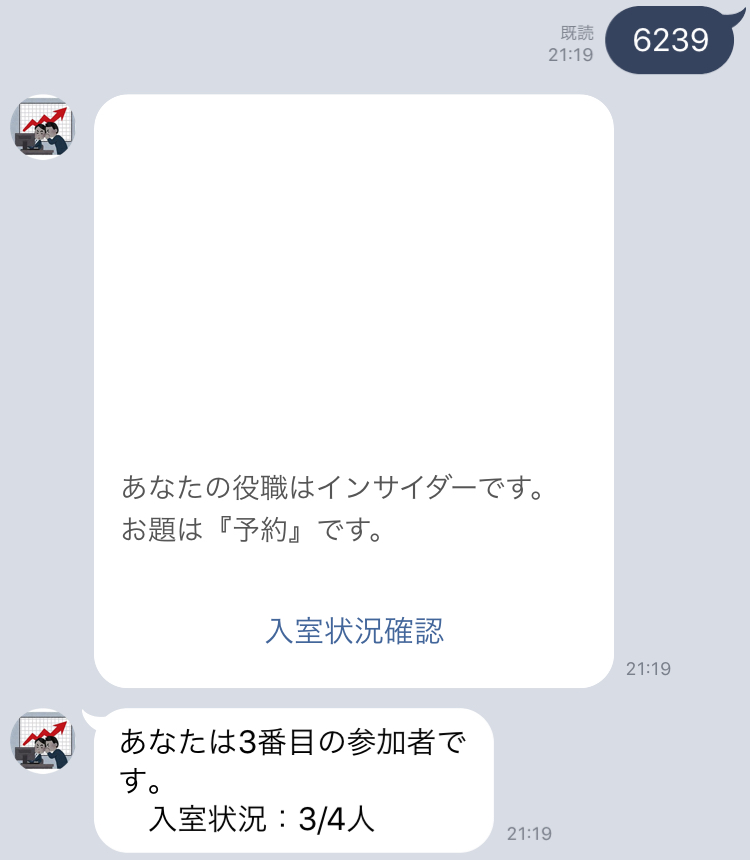 6239
既読
21:19
あなたの役職はインサイダーです。
お題は『予約』です。
入室状況確認
21:19
あなたは3番目の参加者で
す。
入室状況：3/4人
21:19